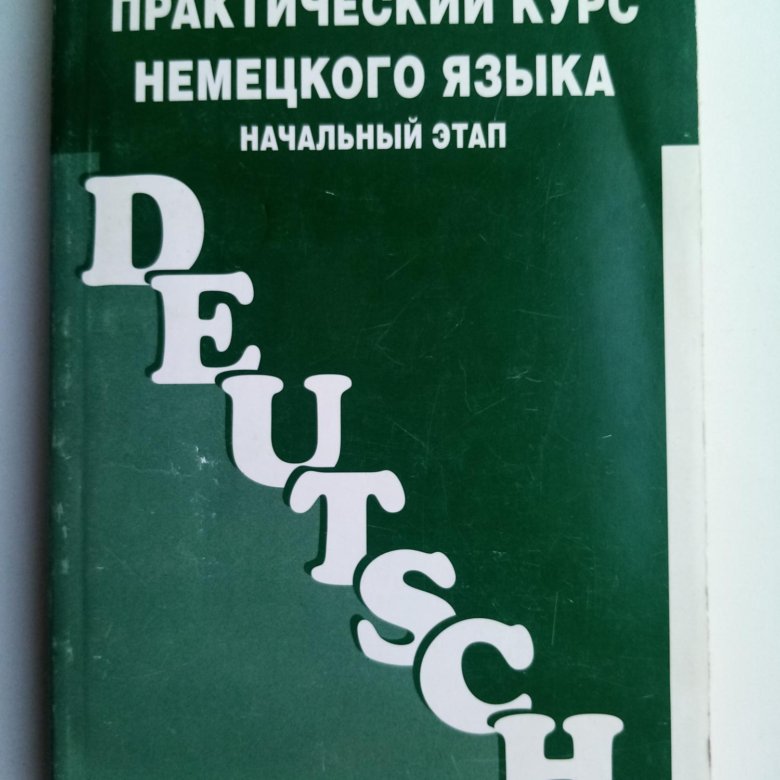 ПРАКТИЧЕСКИЙ КУРС
НЕМЕЦКОГО ЯЗЫКА
НАЧАЛЬНЫЙ ЭТАП
DEUTSCH